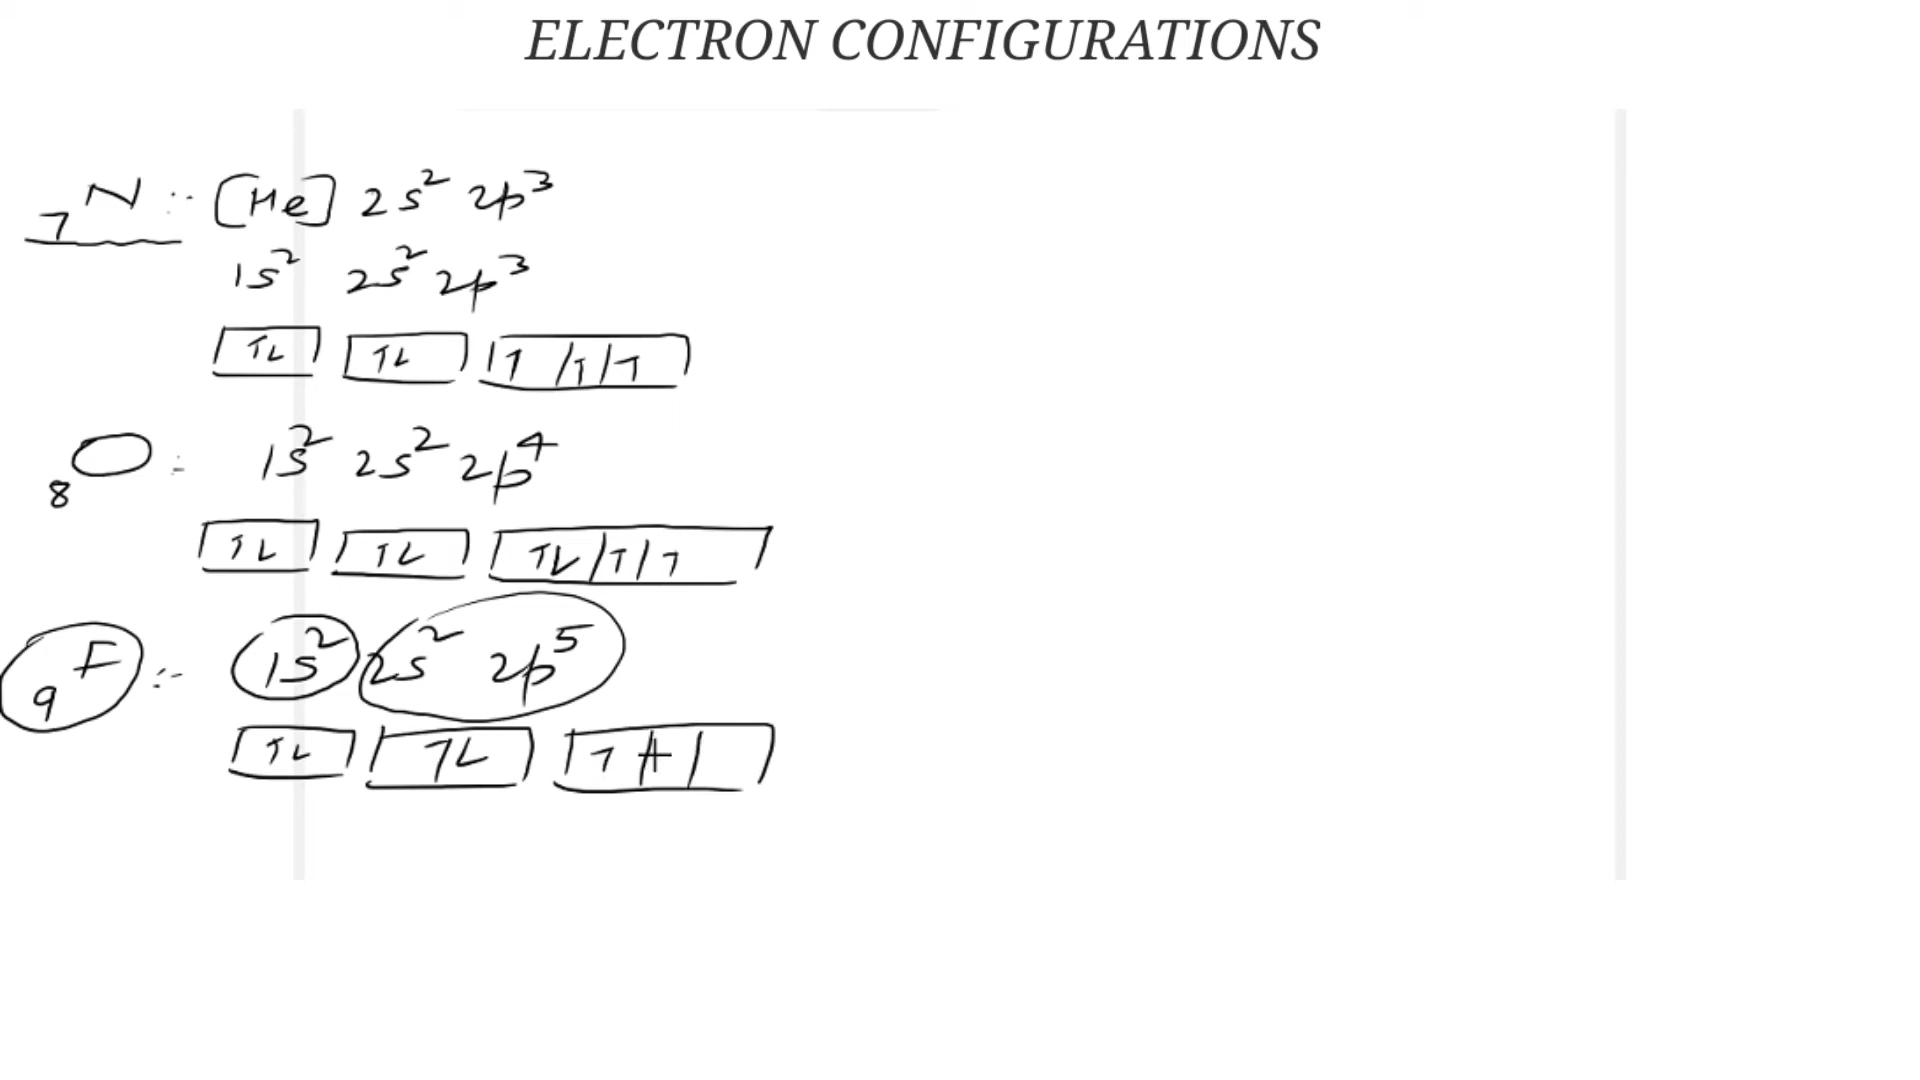 ELECTRON CONFIGURATIONS
₇N :- [He] 2s² 2p³
1s² 2s² 2p³
↑↓ ↑↓ ↑ ↑ ↑
₈O :- 1s² 2s² 2p⁴
↑↓ ↑↓ ↑↓ ↑ ↑
₉F :- 1s² 2s² 2p⁵
↑↓ ↑↓ ↑